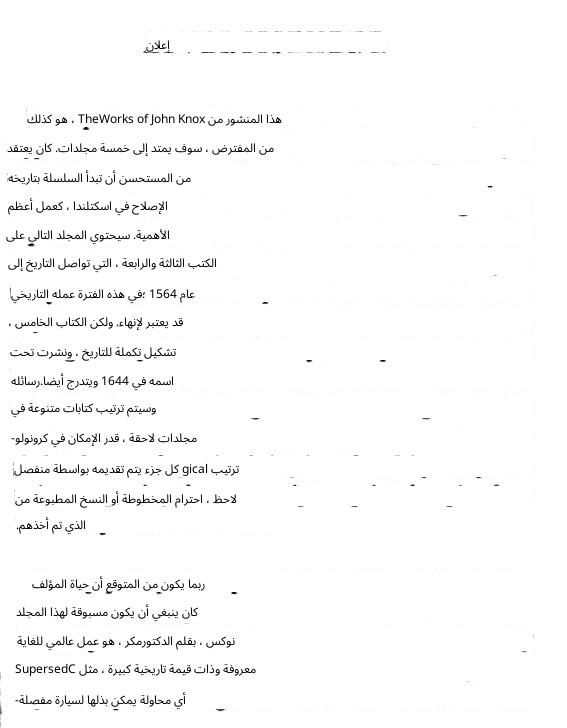 إعلان
هذا المنشور من TheWorks of John Knox ، هو كذلك
من المفترض ، سوف يمتد إلى خمسة مجلدات. كان يعتقد
من المستحسن أن تبدأ السلسلة بتاريخه
الإصلاح في اسكتلندا ، كعمل أعظم
الأهمية. سيحتوي المجلد التالي على
الكتب الثالثة والرابعة ، التي تواصل التاريخ إلى
عام 1564 ؛في هذه الفترة عمله التاريخي
قد يعتبر لإنهاء. ولكن الكتاب الخامس ،
تشكيل تكملة للتاريخ ، ونشرت تحت
اسمه في 1644 ويتدرج أيضا.رسائله
وسيتم ترتيب كتابات متنوعة في
مجلدات لاحقة ، قدر الإمكان في كرونولو-
ترتيب gical كل جزء يتم تقديمه بواسطة منفصل
لاحظ ، احترام المخطوطة أو النسخ المطبوعة من
الذي تم أخذهم.
ربما يكون من المتوقع أن حياة المؤلف
كان ينبغي أن يكون مسبوقة لهذا المجلد
نوكس ، بقلم الدكتورمكر ، هو عمل عالمي للغاية
معروفة وذات قيمة تاريخية كبيرة ، مثل SupersedC
أي محاولة يمكن بذلها لسيارة مفصلة-